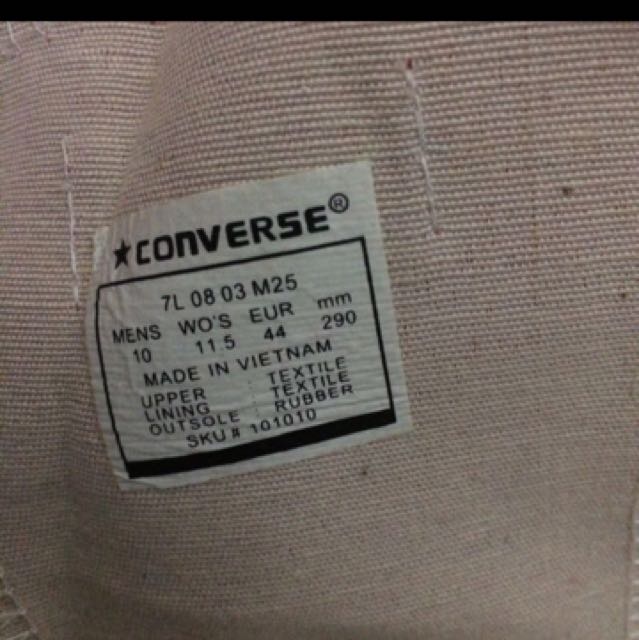 ★CONVERSE®
7L 08 03 M25
MENS WO'S EUR mm
10 11.5 44 290
MADE IN VIETNAM
UPPER : TEXTILE
LINING : TEXTILE
OUTSOLE : RUBBER
SKU # 101010